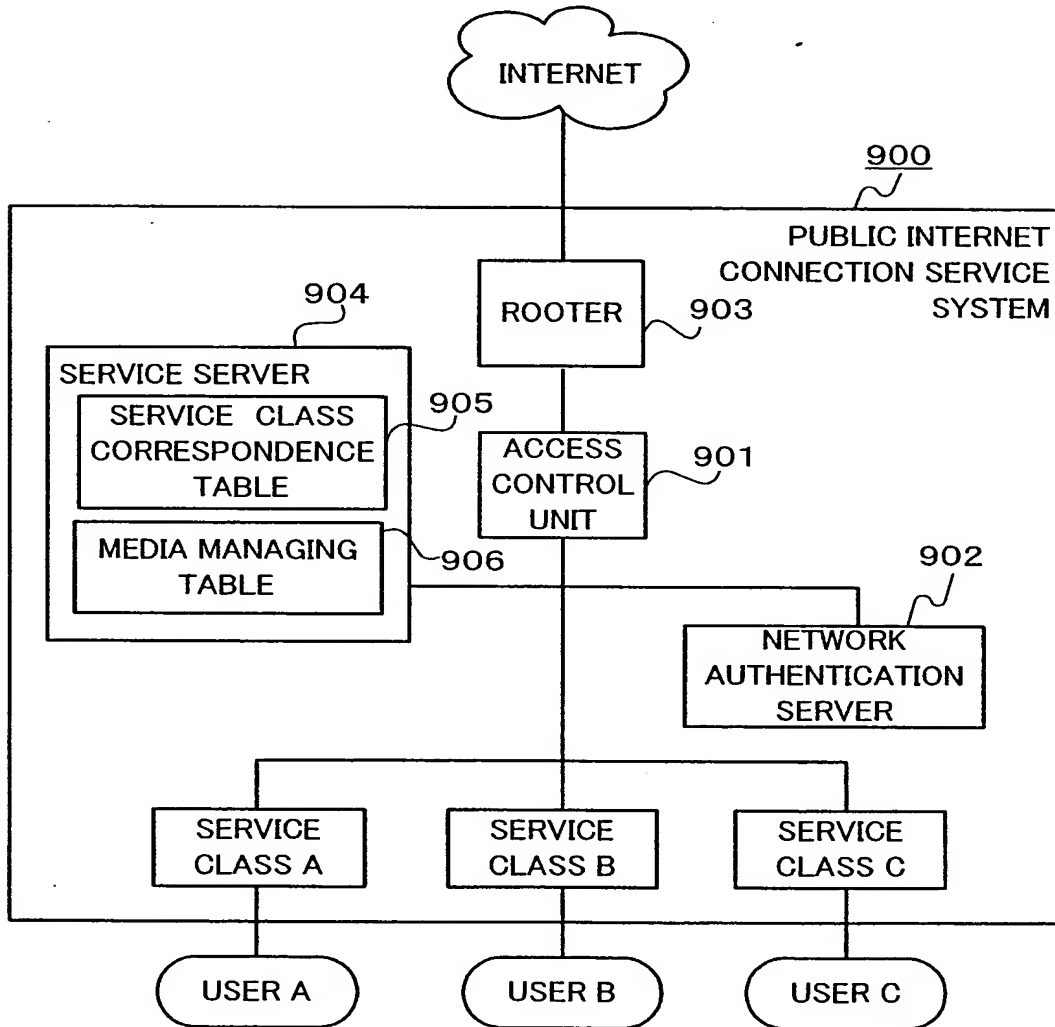 INTERNET
900
PUBLIC INTERNET
CONNECTION SERVICE
SYSTEM
ROOTER
903
904
SERVICE SERVER
SERVICE CLASS
CORRESPONDENCE
TABLE
905
ACCESS
CONTROL
UNIT
901
MEDIA MANAGING
TABLE
906
902
NETWORK
AUTHENTICATION
SERVER
SERVICE
CLASS A
SERVICE
CLASS B
SERVICE
CLASS C
USER A
USER B
USER C